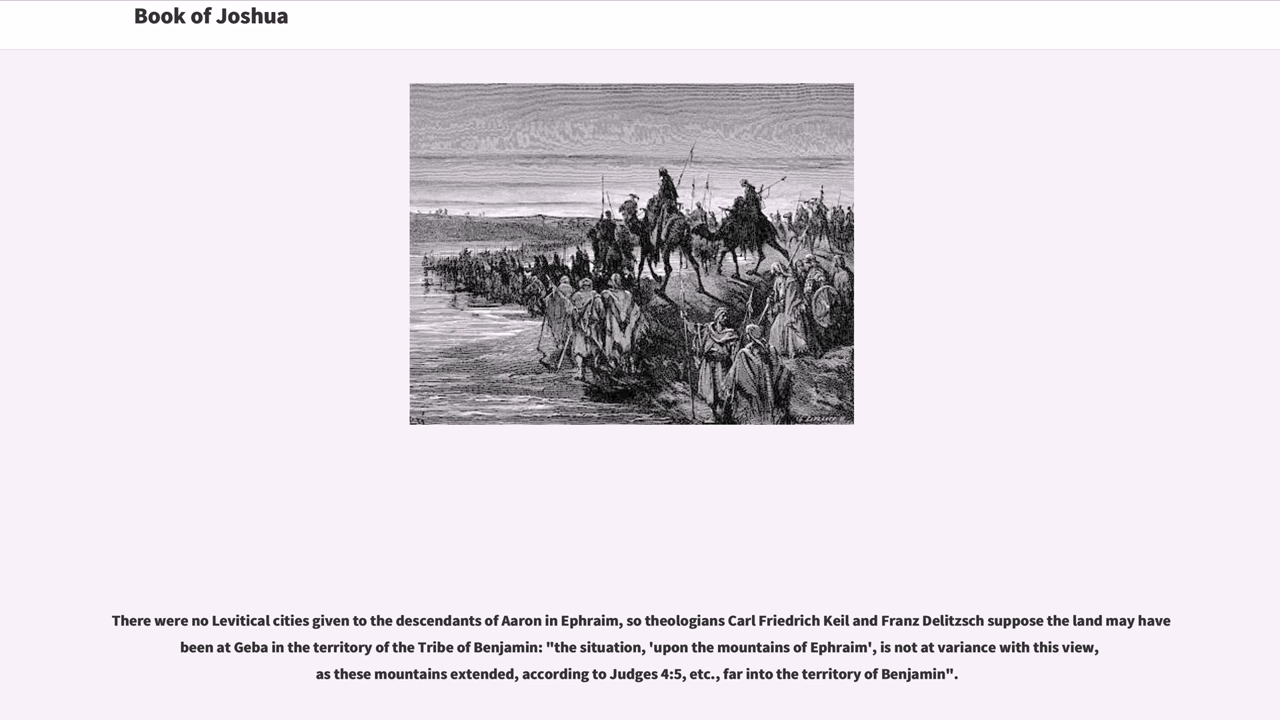 Book of Joshua
There were no Levitical cities given to the descendants of Aaron in Ephraim, so theologians Carl Friedrich Keil and Franz Delitzsch suppose the land may have
been at Geba in the territory of the Tribe of Benjamin: "the situation, 'upon the mountains of Ephraim', is not at variance with this view,
as these mountains extended, according to Judges 4:5, etc., far into the territory of Benjamin".